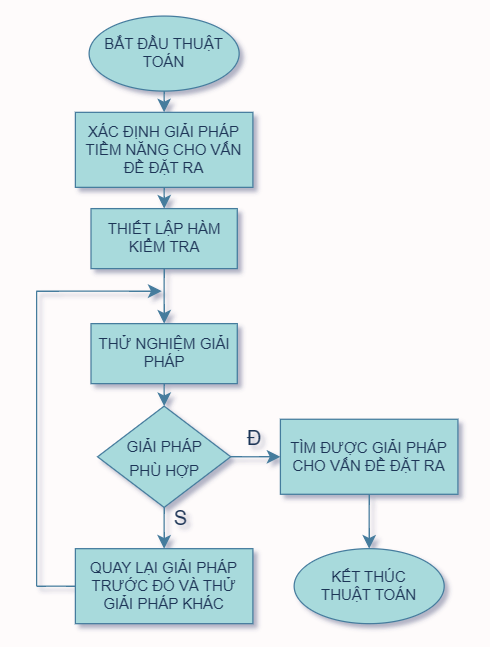 BẮT ĐẦU THUẬT
TOÁN
XÁC ĐỊNH GIẢI PHÁP
TIỀM NĂNG CHO VẤN
ĐỀ ĐẶT RA
THIẾT LẬP HÀM
KIỂM TRA
THỬ NGHIỆM GIẢI
PHÁP
GIẢI PHÁP
PHÙ HỢP
Đ
TÌM ĐƯỢC GIẢI PHÁP
CHO VẤN ĐỀ ĐẶT RA
S
QUAY LẠI GIẢI PHÁP
TRƯỚC ĐÓ VÀ THỬ
GIẢI PHÁP KHÁC
KẾT THÚC
THUẬT TOÁN